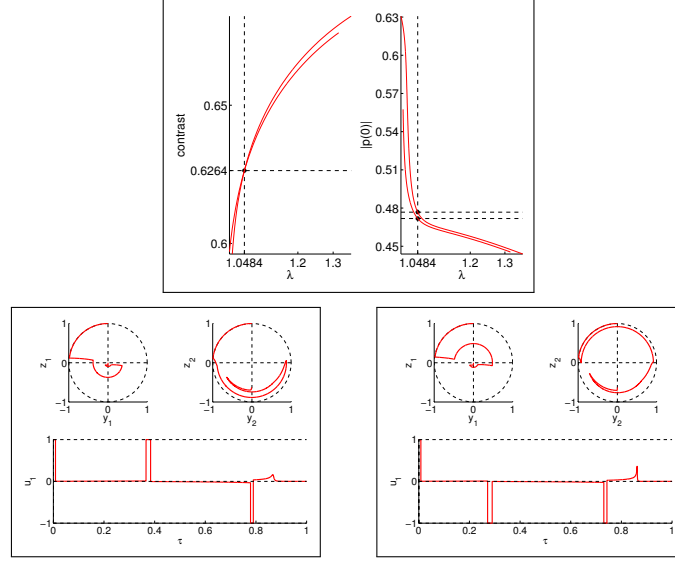 contrast
0.65
0.6264
0.6
1.0484 1.2 1.3
λ
|p(0)|
0.63
0.6
0.57
0.54
0.51
0.48
0.45
1.0484 1.2 1.3
λ
z1
1
0
−1
−1 0 1
y1
z2
1
0
−1
−1 0 1
y2
u1
1
0
−1
0 0.2 0.4 0.6 0.8 1
τ
z1
1
0
−1
−1 0 1
y1
z2
1
0
−1
−1 0 1
y2
u1
1
0
−1
0 0.2 0.4 0.6 0.8 1
τ